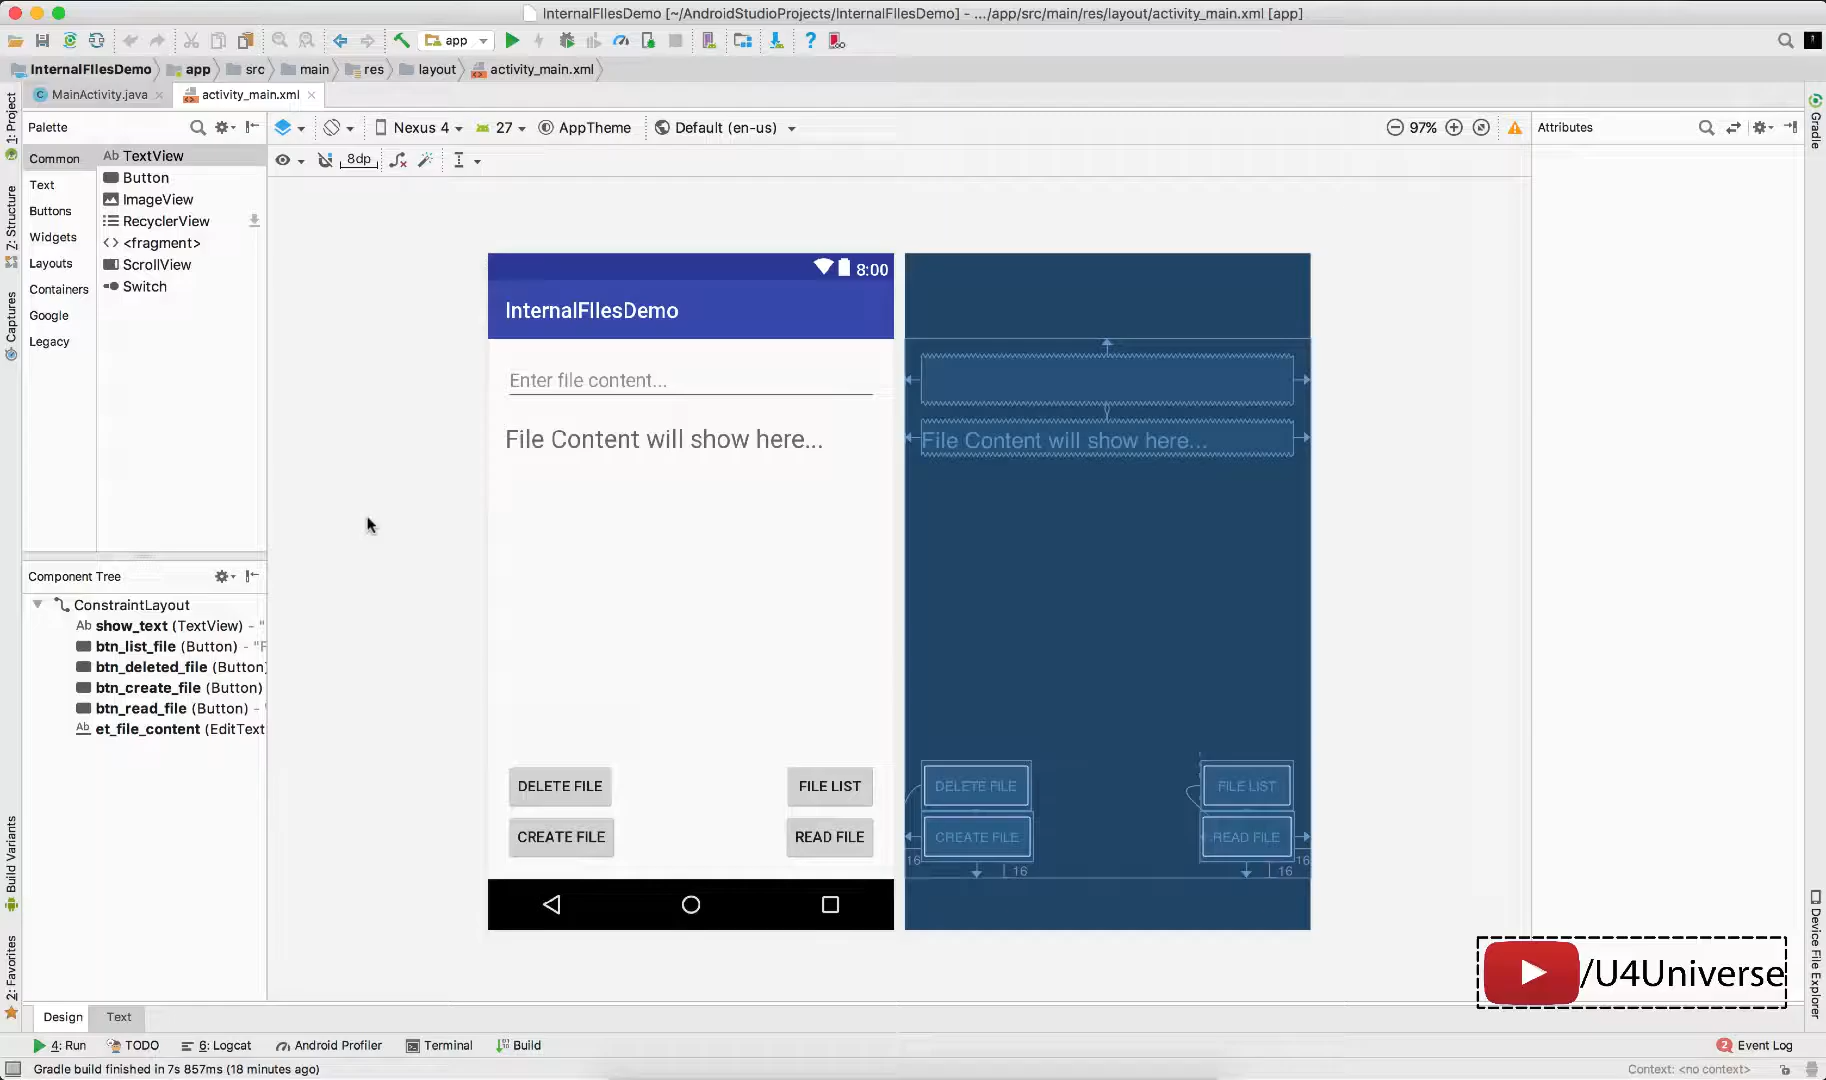 InternalFIlesDemo [~/AndroidStudioProjects/InternalFIlesDemo] - .../app/src/main/res/layout/activity_main.xml [app]
app
InternalFIlesDemo app src main res layout activity_main.xml
MainActivity.java activity_main.xml
1: Project
Z: Structure
Captures
Build Variants
2: Favorites
Palette
Common
Text
Buttons
Widgets
Layouts
Containers
Google
Legacy
Ab TextView
Button
ImageView
RecyclerView
<> <fragment>
ScrollView
Switch
Nexus 4 27 AppTheme Default (en-us) 97%
8dp
Attributes
Gradle
Device File Explorer
8:00
InternalFIlesDemo
Enter file content...
File Content will show here...
DELETE FILE FILE LIST
CREATE FILE READ FILE
File Content will show here...
DELETE FILE FILE LIST
CREATE FILE READ FILE
16 16
16 16
Component Tree
ConstraintLayout
Ab show_text (TextView) - "
btn_list_file (Button) - "F
btn_deleted_file (Button)
btn_create_file (Button)
btn_read_file (Button) - "
Ab et_file_content (EditText
/U4Universe
Design Text
4: Run TODO 6: Logcat Android Profiler Terminal Build 2 Event Log
Gradle build finished in 7s 857ms (18 minutes ago) Context: <no context>